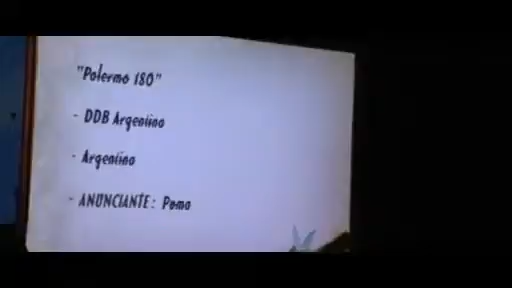 "Palermo 180"
- DDB Argentina
- Argentina
- ANUNCIANTE: Puma